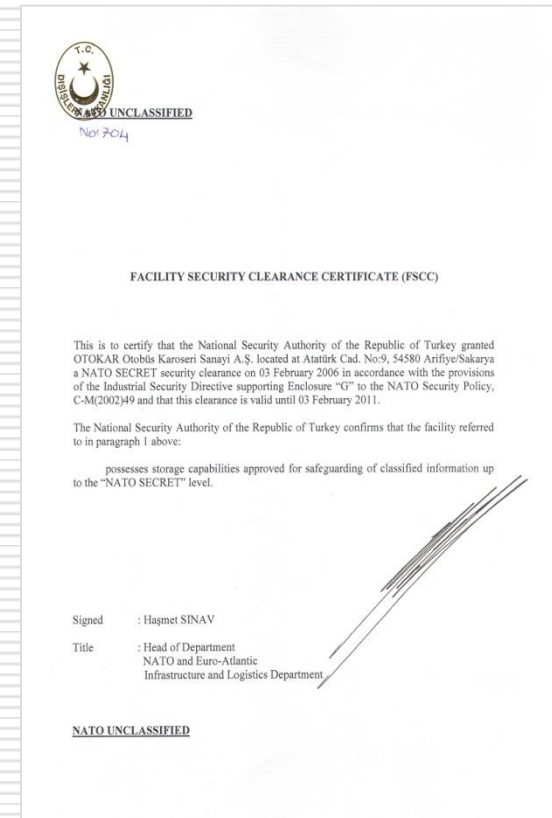 T.C.
DIŞİŞLERİ BAKANLIĞI
NATO UNCLASSIFIED
No: 704
FACILITY SECURITY CLEARANCE CERTIFICATE (FSCC)
This is to certify that the National Security Authority of the Republic of Turkey granted
OTOKAR Otobüs Karoseri Sanayi A.Ş. located at Atatürk Cad. No:9, 54580 Arifiye/Sakarya
a NATO SECRET security clearance on 03 February 2006 in accordance with the provisions
of the Industrial Security Directive supporting Enclosure “G” to the NATO Security Policy,
C-M(2002)49 and that this clearance is valid until 03 February 2011.
The National Security Authority of the Republic of Turkey confirms that the facility referred
to in paragraph 1 above:
possesses storage capabilities approved for safeguarding of classified information up
to the “NATO SECRET” level.
Signed : Haşmet SINAV
Title : Head of Department
NATO and Euro-Atlantic
Infrastructure and Logistics Department
NATO UNCLASSIFIED